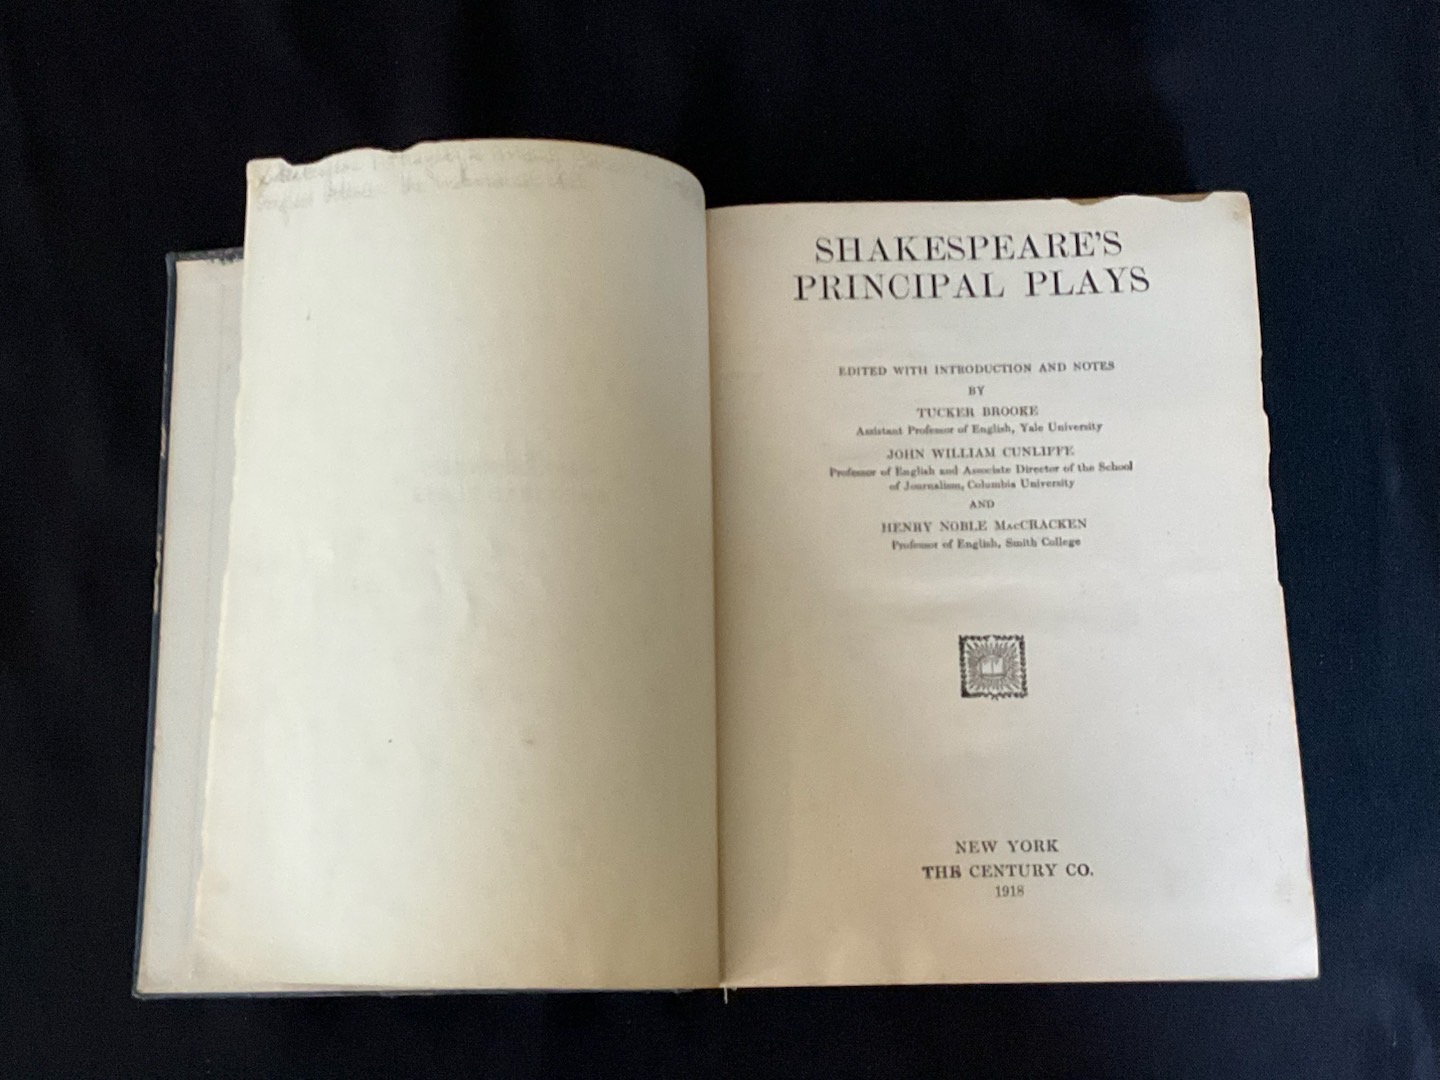 SHAKESPEARE'S
PRINCIPAL PLAYS
EDITED WITH INTRODUCTION AND NOTES
BY
TUCKER BROOKE
Assistant Professor of English, Yale University
JOHN WILLIAM CUNLIFFE
Professor of English and Associate Director of the School
of Journalism, Columbia University
AND
HENRY NOBLE MacCRACKEN
Professor of English, Smith College
NEW YORK
THE CENTURY CO.
1918